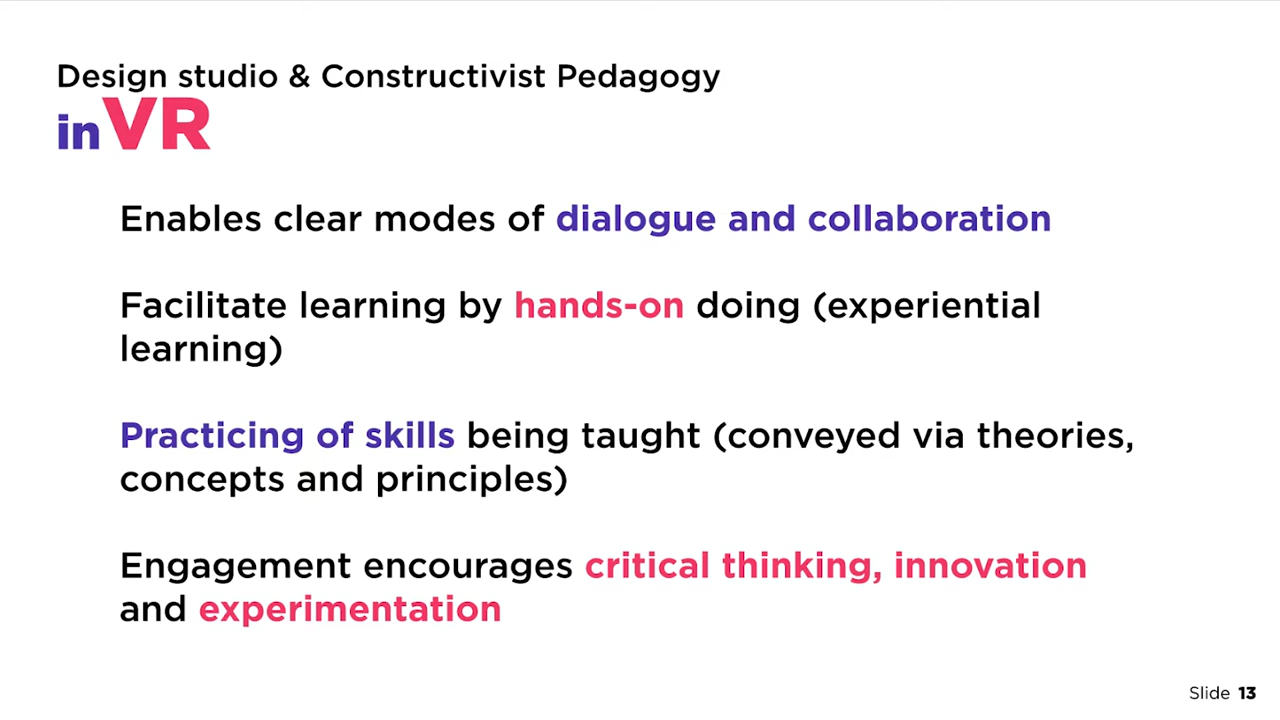 Design studio & Constructivist Pedagogy
in VR
Enables clear modes of dialogue and collaboration
Facilitate learning by hands-on doing (experiential
learning)
Practicing of skills being taught (conveyed via theories,
concepts and principles)
Engagement encourages critical thinking, innovation
and experimentation
Slide 13